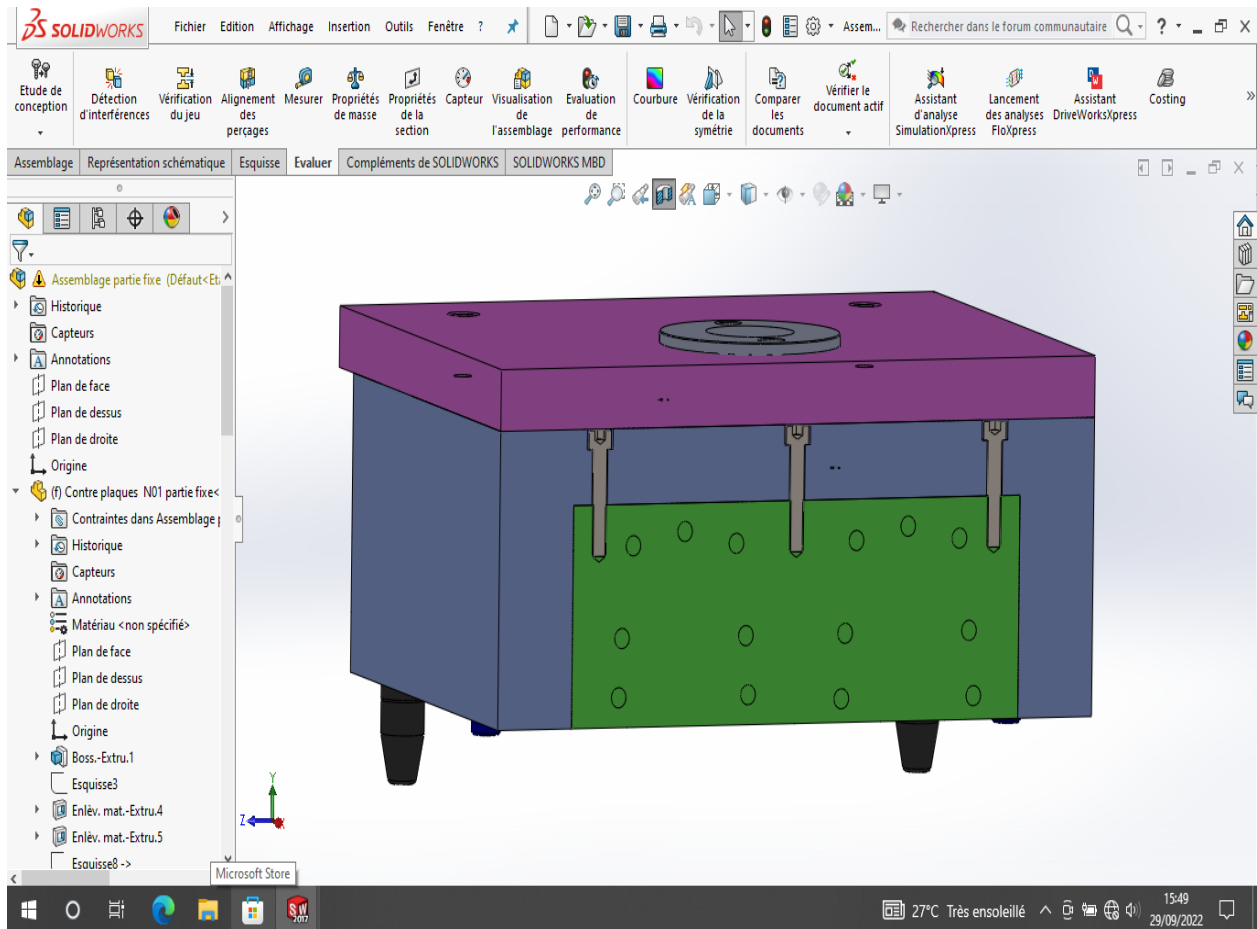 SOLIDWORKS
Fichier Edition Affichage Insertion Outils Fenêtre ?
Assem...
Rechercher dans le forum communautaire
?
Etude de conception
Détection d'interférences
Vérification du jeu
Alignement des perçages
Mesurer
Propriétés de masse
Propriétés de la section
Capteur
Visualisation de l'assemblage
Evaluation de performance
Courbure
Vérification de la symétrie
Comparer les documents
Vérifier le document actif
Assistant d'analyse SimulationXpress
Lancement des analyses FloXpress
Assistant DriveWorksXpress
Costing
Assemblage Représentation schématique Esquisse Evaluer Compléments de SOLIDWORKS SOLIDWORKS MBD
Assemblage partie fixe (Défaut<Et
Historique
Capteurs
Annotations
Plan de face
Plan de dessus
Plan de droite
Origine
(f) Contre plaques N01 partie fixe<
Contraintes dans Assemblage p
Historique
Capteurs
Annotations
Matériau <non spécifié>
Plan de face
Plan de dessus
Plan de droite
Origine
Boss.-Extru.1
Esquisse3
Enlèv. mat.-Extru.4
Enlèv. mat.-Extru.5
Esquisse8 ->
Y
Z
Microsoft Store
SW
2017
27°C Très ensoleillé
15:49
29/09/2022